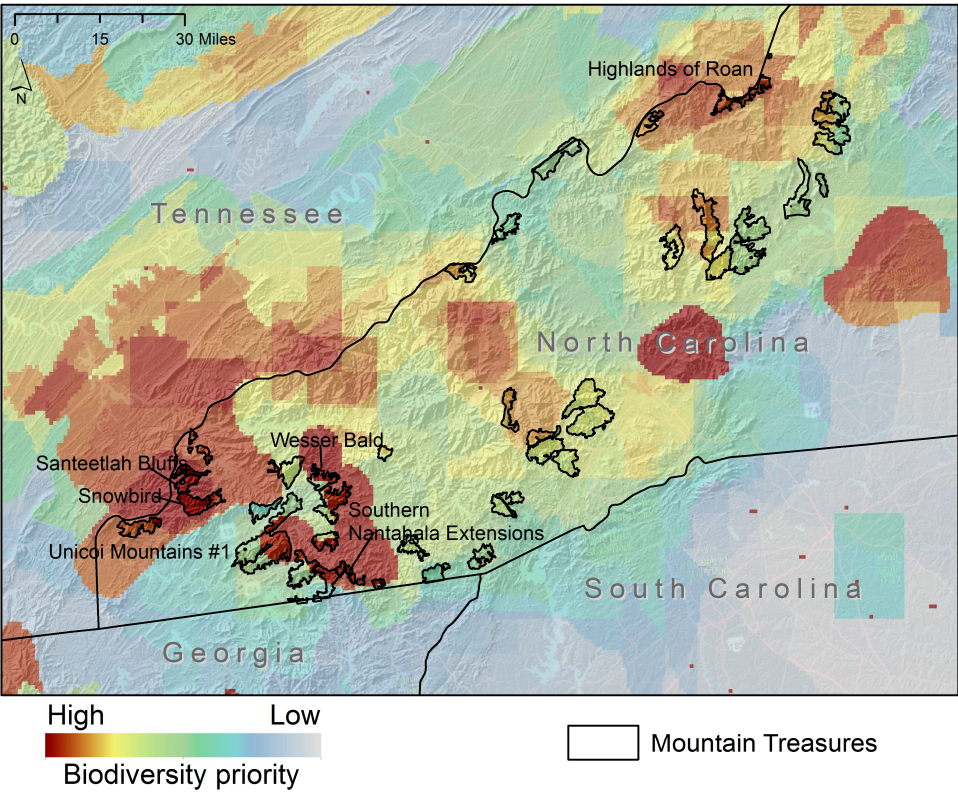 0 15 30 Miles
N
Highlands of Roan
Tennessee
North Carolina
Wesser Bald
Santeetlah Bluffs
Snowbird
Southern
Nantahala Extensions
Unicoi Mountains #1
South Carolina
Georgia
High Low
Biodiversity priority
Mountain Treasures